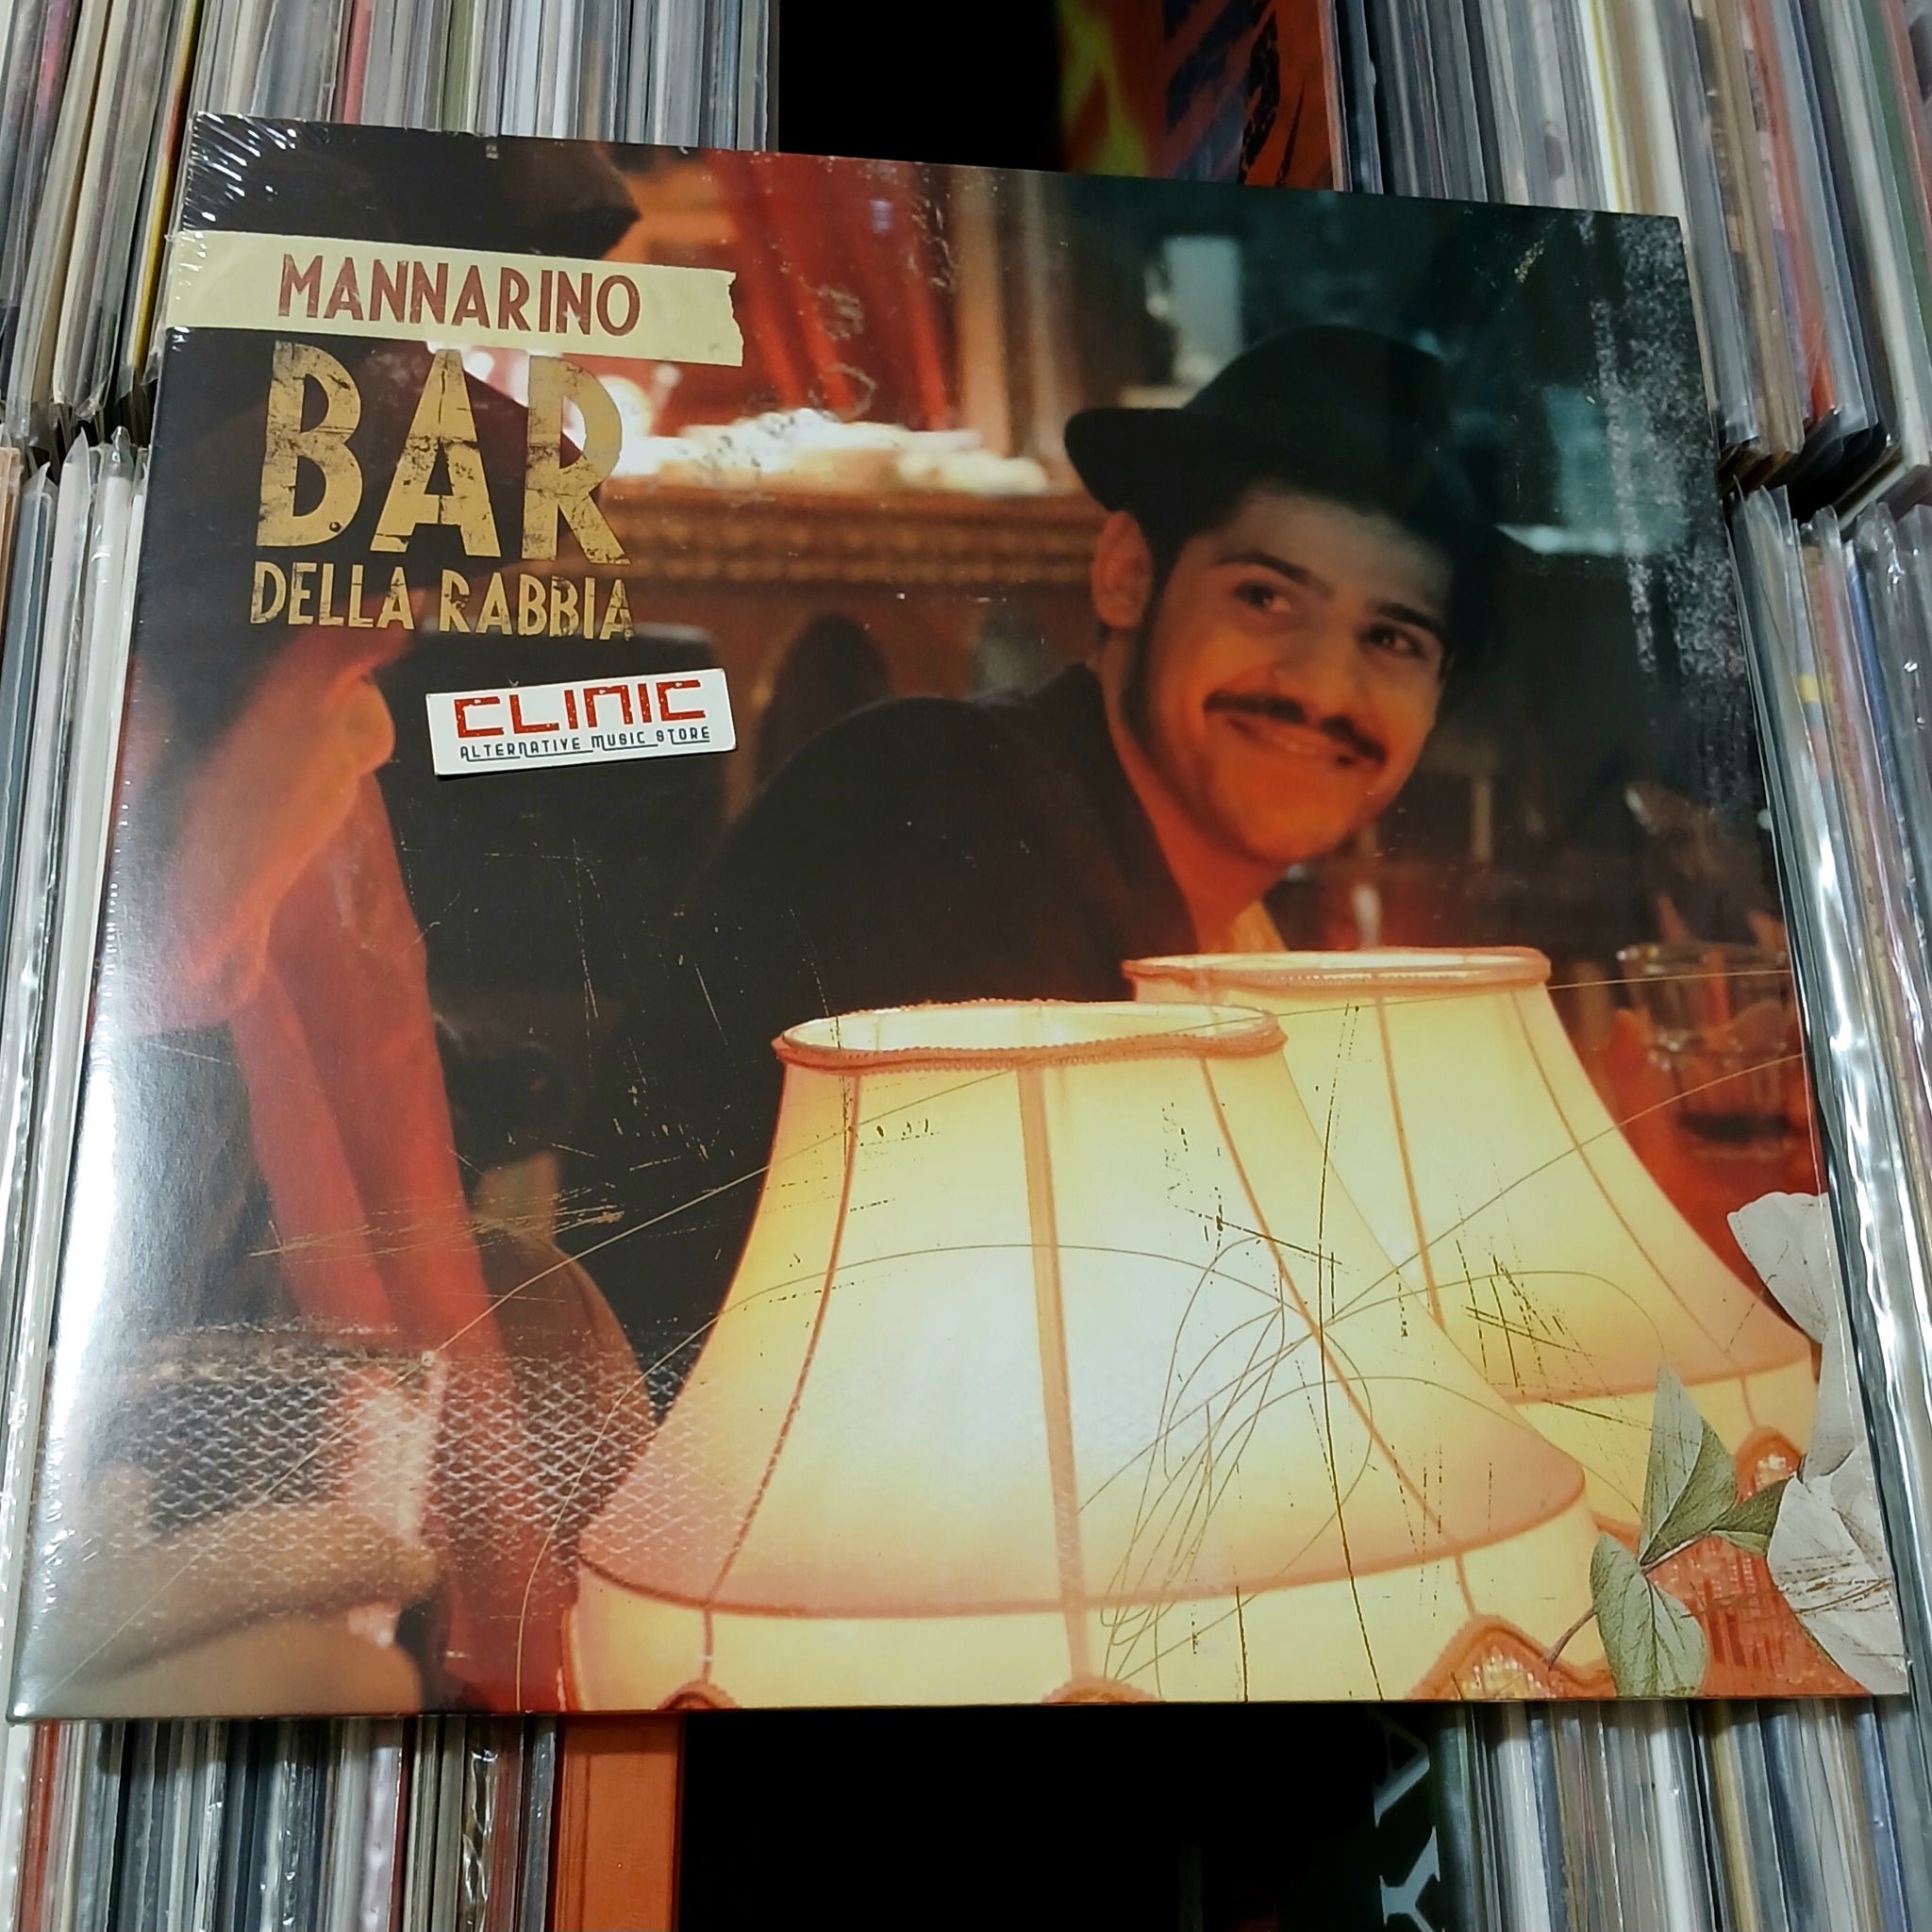 MANNARINO
BAR
DELLA RABBIA
CLINIC
ALTERNATIVE MUSIC STORE